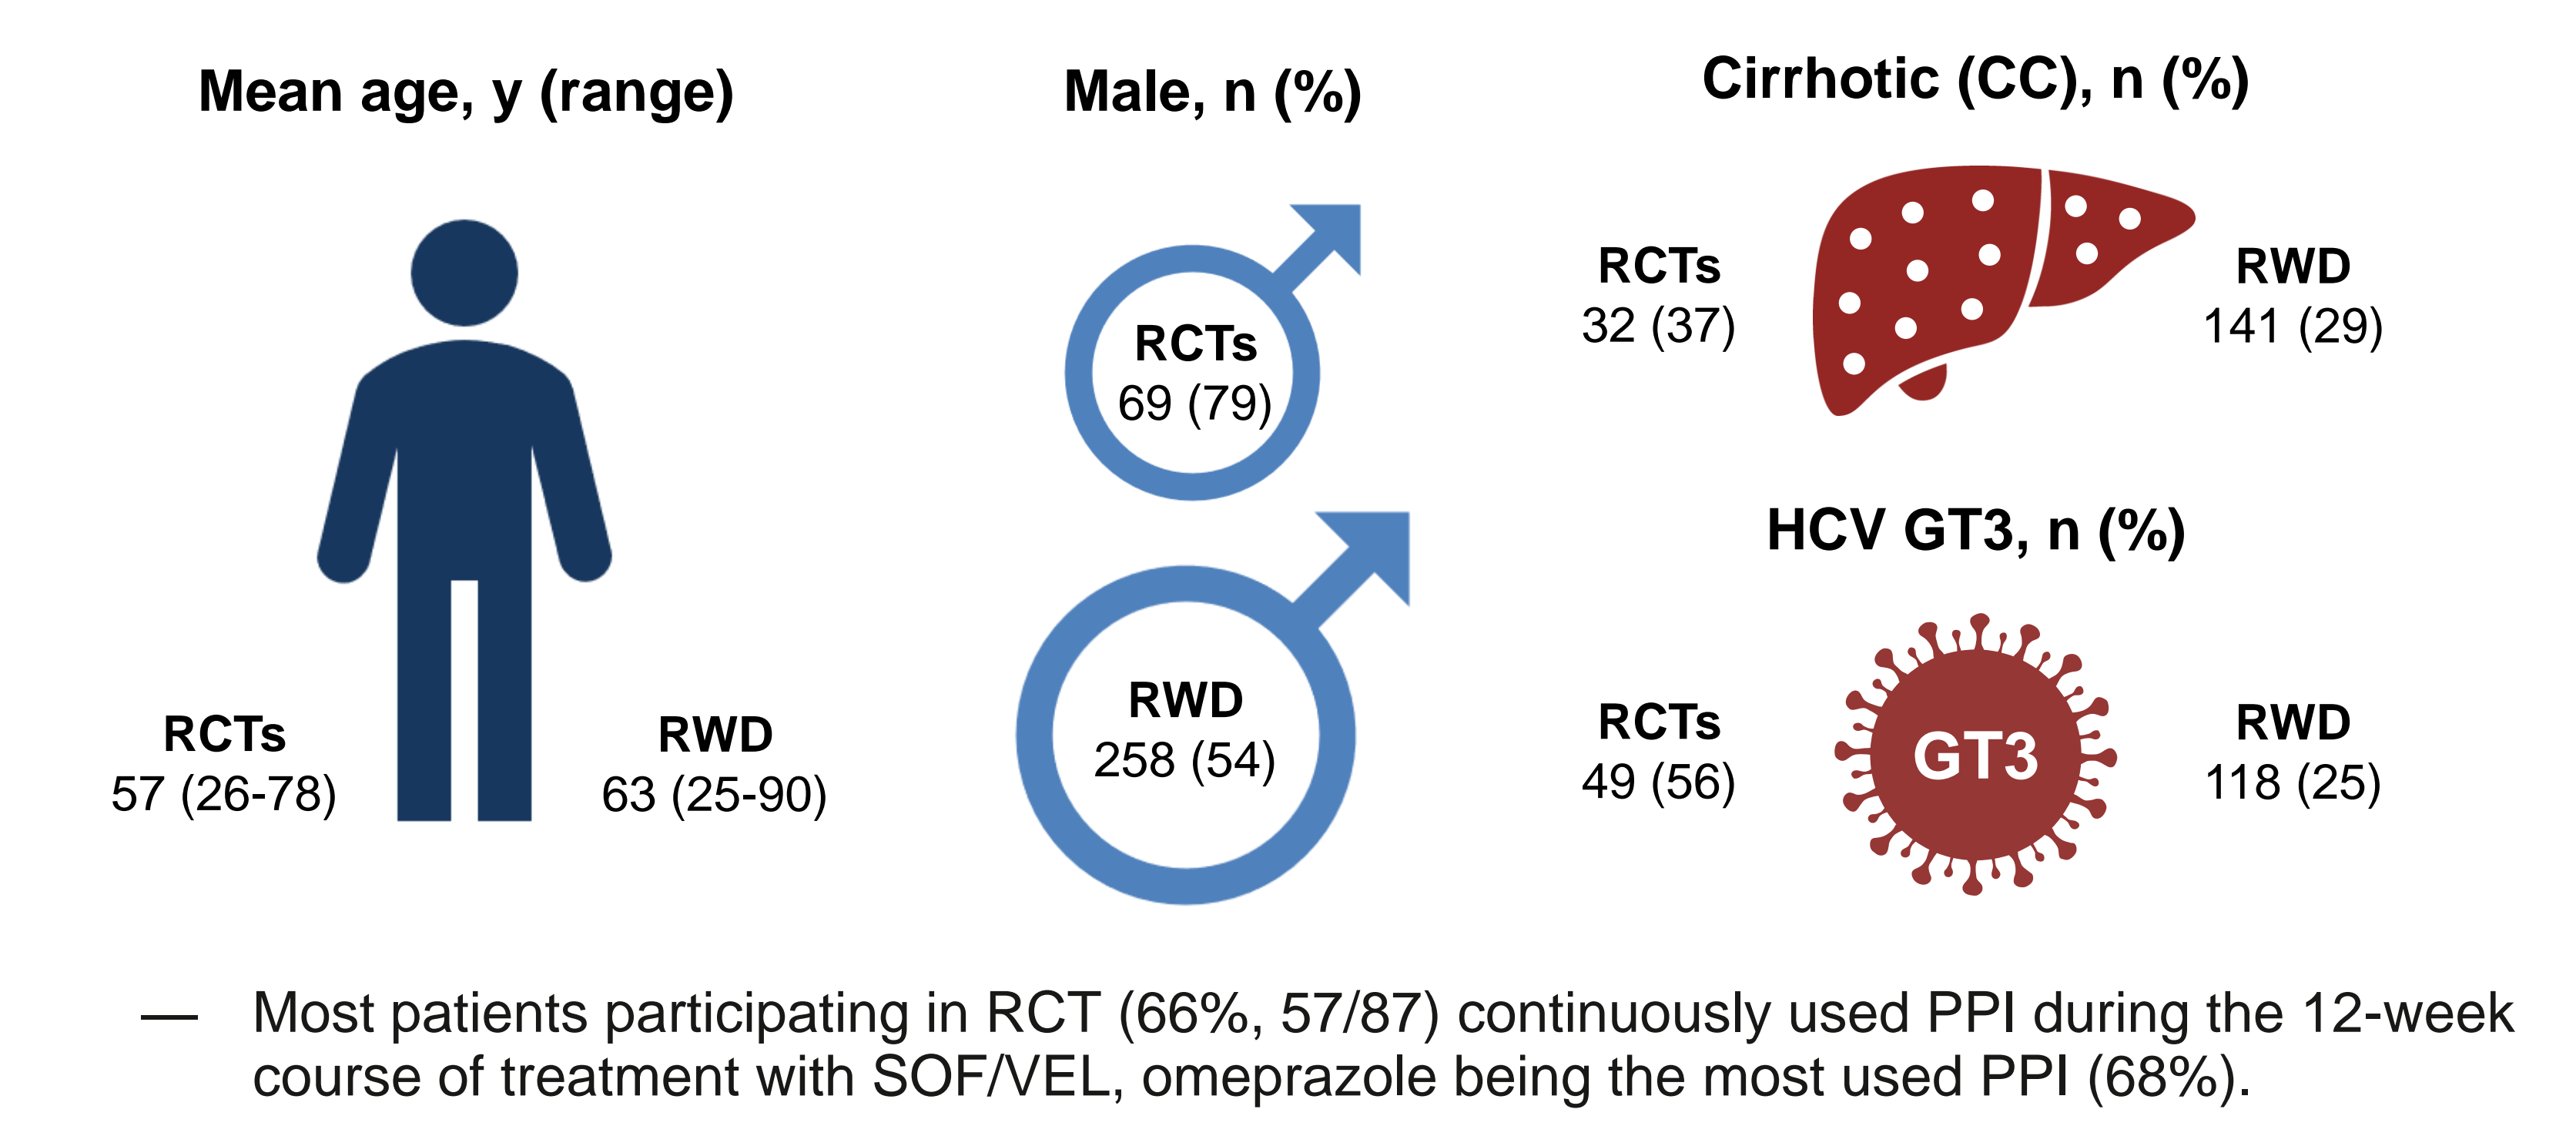 Mean age, y (range)
RCTs
57 (26-78)
RWD
63 (25-90)
Male, n (%)
RCTs
69 (79)
RWD
258 (54)
Cirrhotic (CC), n (%)
RCTs
32 (37)
RWD
141 (29)
HCV GT3, n (%)
RCTs
49 (56)
GT3
RWD
118 (25)
— Most patients participating in RCT (66%, 57/87) continuously used PPI during the 12-week
course of treatment with SOF/VEL, omeprazole being the most used PPI (68%).